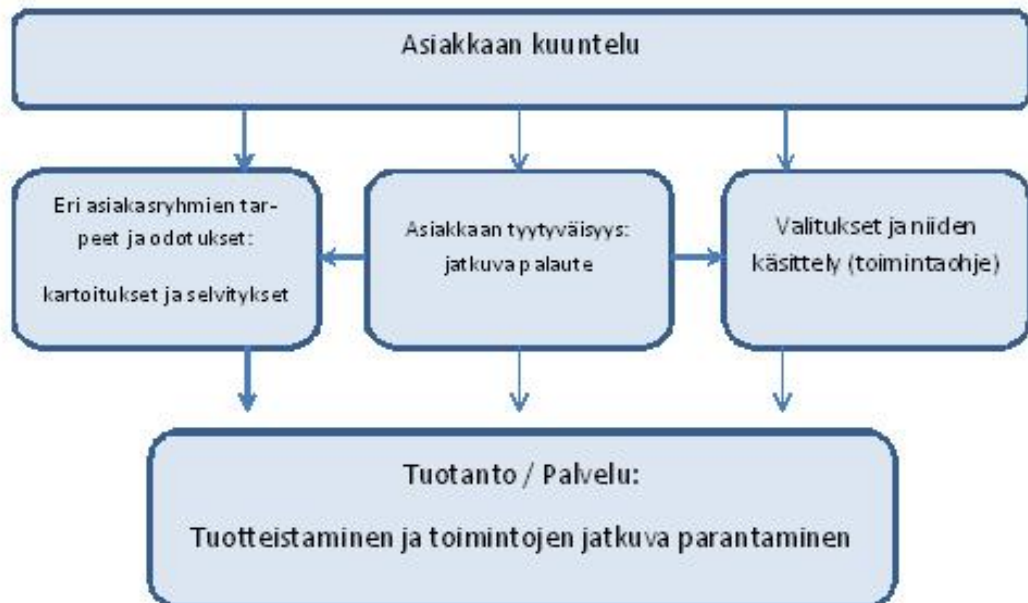 Asiakkaan kuuntelu
Eri asiakasryhmien tar-
peet ja odotukset:
kartoitukset ja selvitykset
Asiakkaan tyytyväisyys:
jatkuva palaute
Valitukset ja niiden
käsittely (toimintaohje)
Tuotanto / Palvelu:
Tuotteistaminen ja toimintojen jatkuva parantaminen